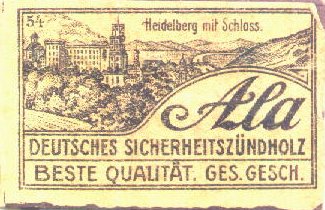 54
Heidelberg mit Schloss.
Ala
DEUTSCHES SICHERHEITSZÜNDHOLZ
BESTE QUALITÄT. GES. GESCH.